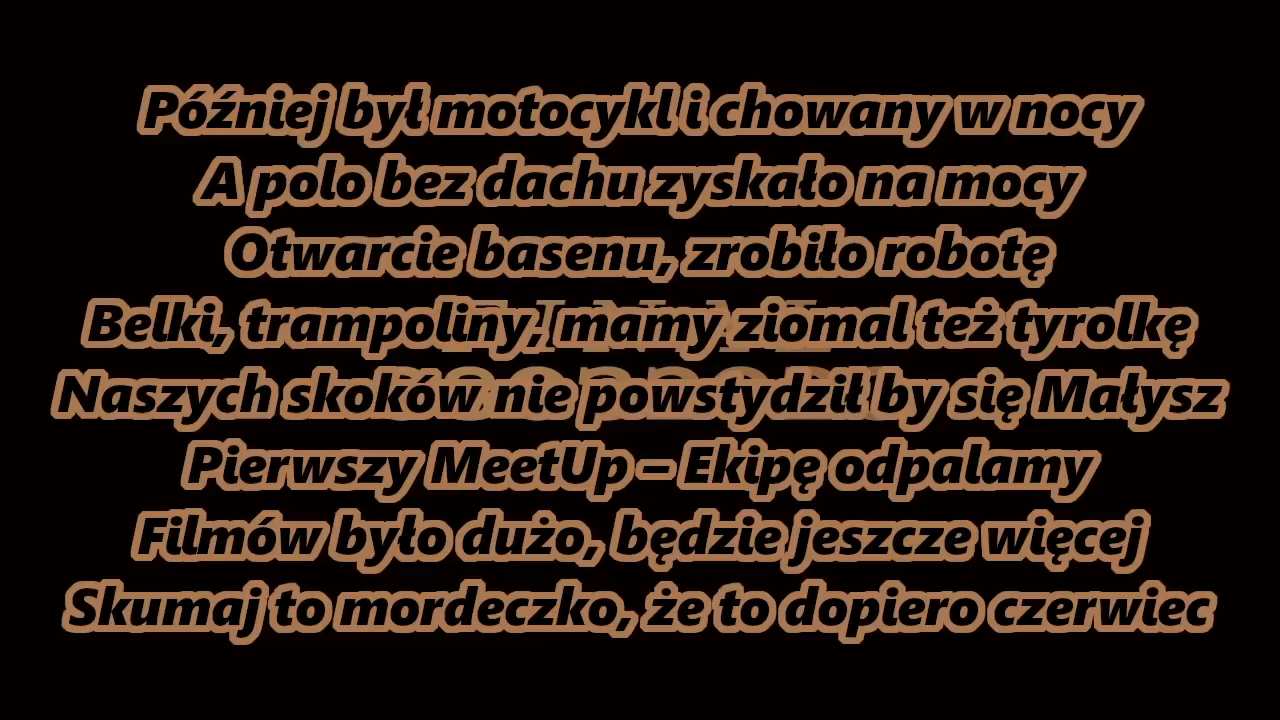 Później był motocykl i chowany w nocy
A polo bez dachu zyskało na mocy
Otwarcie basenu, zrobiło robotę
Belki, trampoliny, mamy ziomal też tyrolkę
Naszych skoków nie powstydził by się Małysz
Pierwszy MeetUp – Ekipę odpalamy
Filmów było dużo, będzie jeszcze więcej
Skumaj to mordeczko, że to dopiero czerwiec